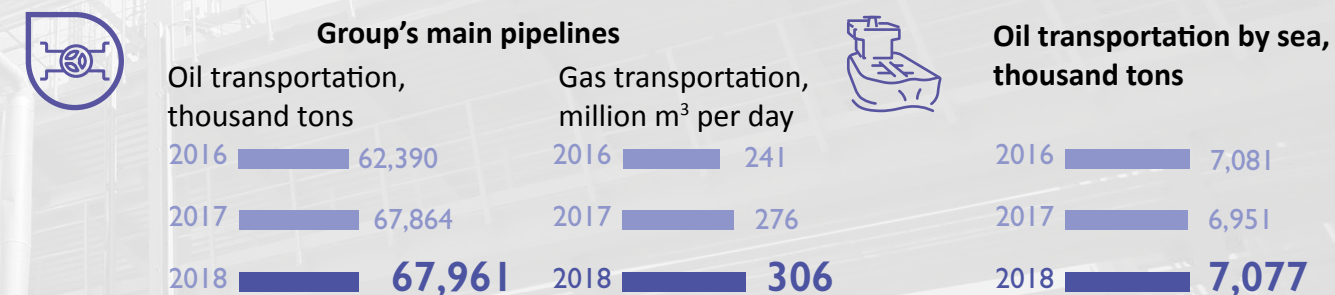 Group's main pipelines
Oil transportation,
thousand tons
2016 62,390
2017 67,864
2018 67,961
Gas transportation,
million m³ per day
2016 241
2017 276
2018 306
Oil transportation by sea,
thousand tons
2016 7,081
2017 6,951
2018 7,077